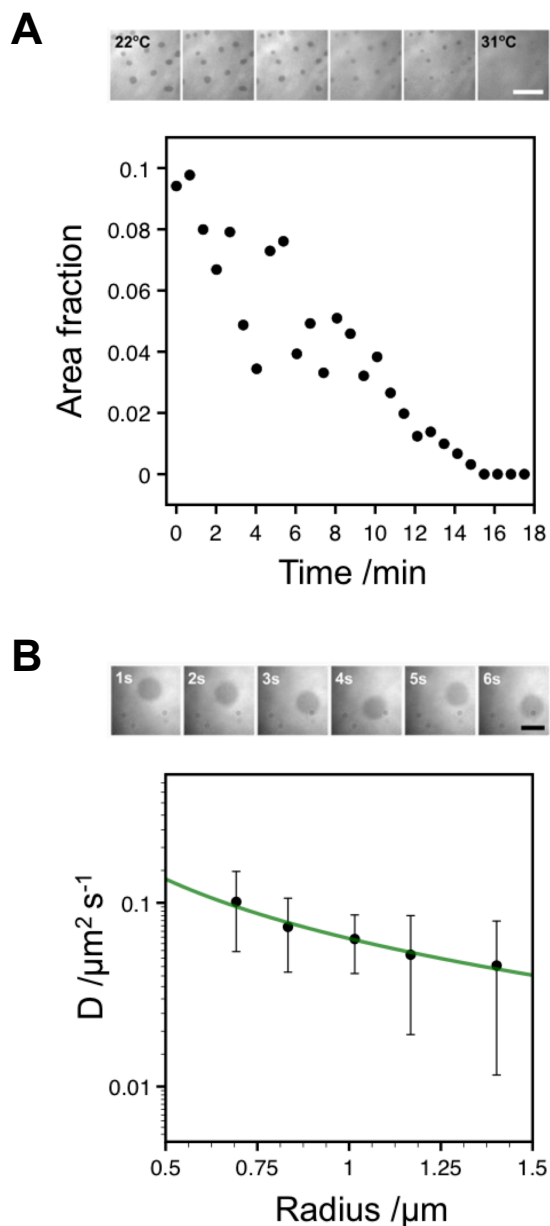 A
22°C 31°C
0.1
0.08
0.06
0.04
0.02
0
Area fraction
0 2 4 6 8 10 12 14 16 18
Time /min
B
1s 2s 3s 4s 5s 6s
0.1
0.01
D /µm² s⁻¹
0.5 0.75 1 1.25 1.5
Radius /µm